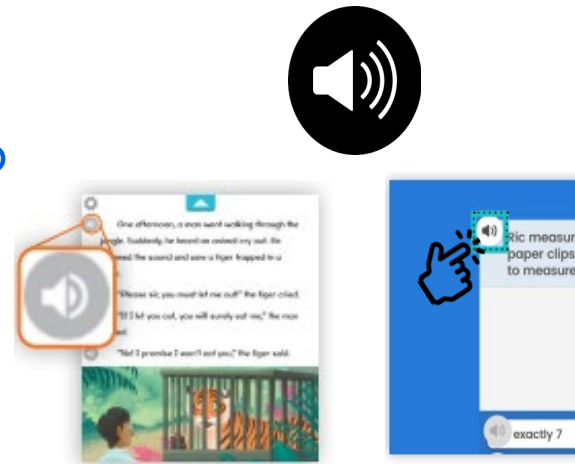 One afternoon, a man went walking through the
jungle. Suddenly, he heard an animal cry out. He
the sound and saw a tiger trapped in a
"Please sir, you must let me out!" the tiger cried.
"If I let you out, you will surely eat me," the man
"No! I promise I won't eat you," the tiger said.
Ric measur
paper clips
to measure
exactly 7